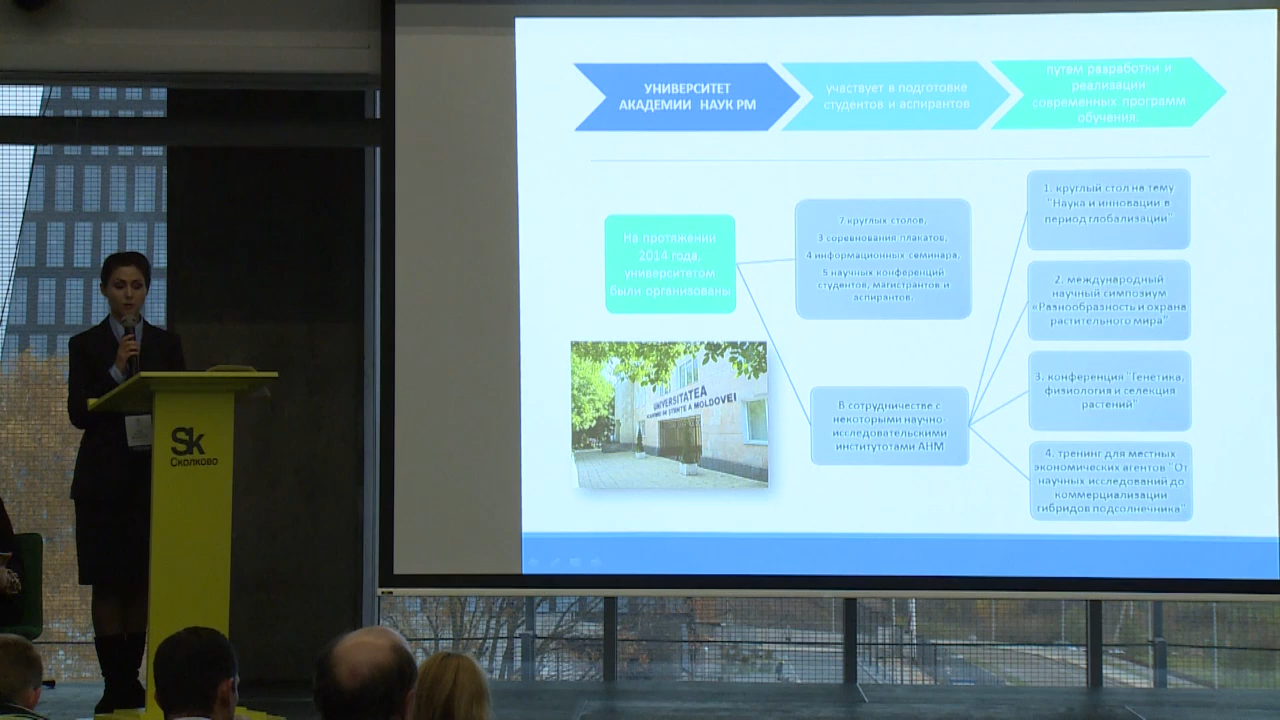 УНИВЕРСИТЕТ
АКАДЕМИИ НАУК РМ
участвует в подготовке
студентов и аспирантов
путем разработки и
реализации
современных программ
обучения.
На протяжении
2014 года,
университетом
были организованы
7 круглых столов,
3 соревнования плакатов,
4 информационных семинара,
5 научных конференций
студентов, магистрантов и
аспирантов.
В сотрудничестве с
некоторыми научно-
исследовательскими
институтотами АНМ
1. круглый стол на тему
"Наука и инновации в
период глобализации"
2. международный
научный симпозиум
«Разнообразность и охрана
растительного мира"
3. конференция "Генетика,
физиология и селекция
растений"
4. тренинг для местных
экономических агентов "От
научных исследований до
коммерциализации
гибридов подсолнечника"
UNIVERSITATEA
DE ŞTIINŢE A MOLDOVEI
Sk
Сколково